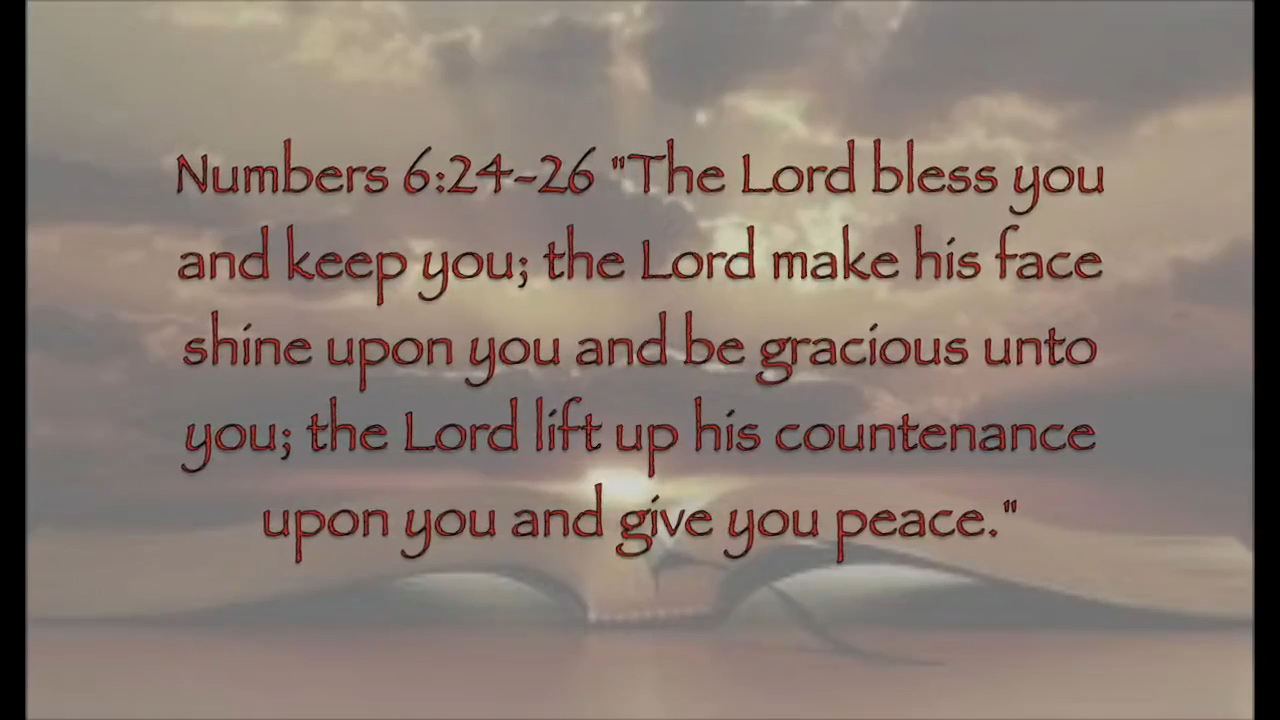 Numbers 6:24-26 "The Lord bless you
and keep you; the Lord make his face
shine upon you and be gracious unto
you; the Lord lift up his countenance
upon you and give you peace."